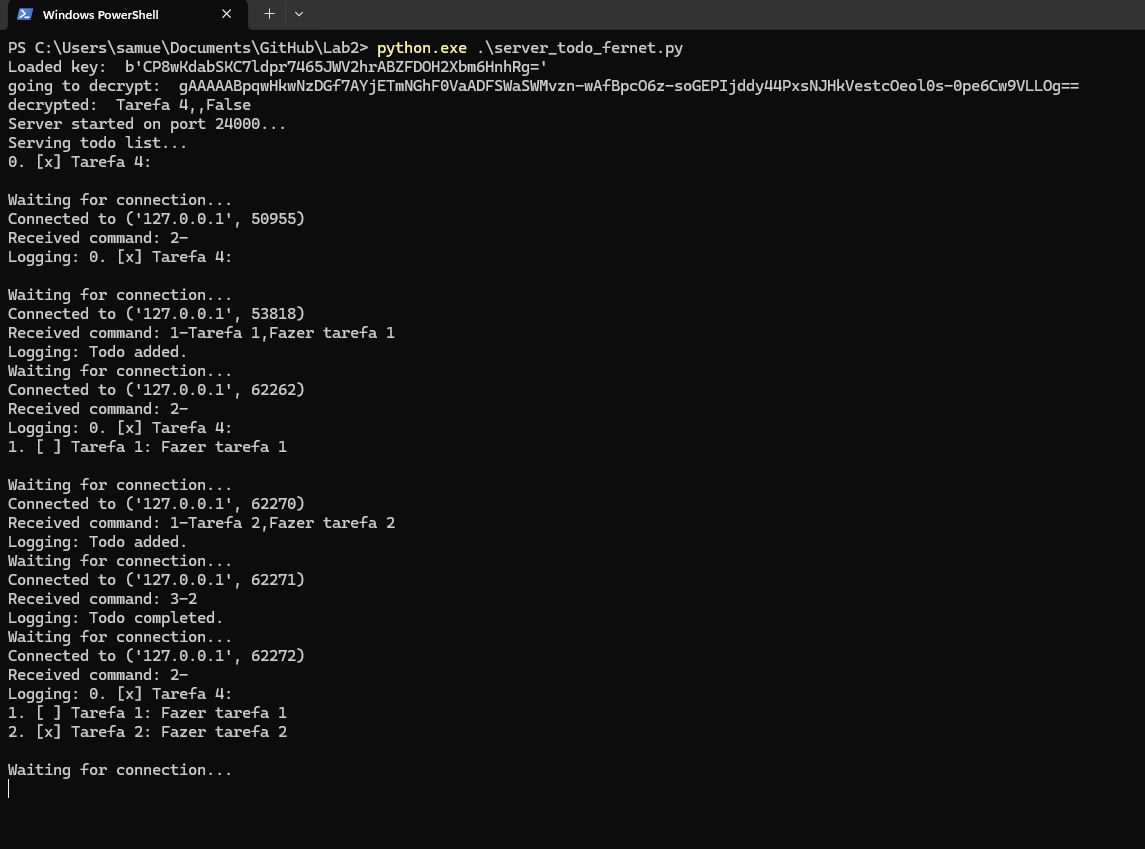 Windows PowerShell
PS C:\Users\samue\Documents\GitHub\Lab2> python.exe .\server_todo_fernet.py
Loaded key:  b'CP8wKdabSKC7ldpr7465JWV2hrABZFDOH2Xbm6HnhRg='
going to decrypt:  gAAAAABpqwHkwNzDGf7AYjETmNGhF0VaADFSWaSWMvzn-wAfBpcO6z-soGEPIjddy44PxsNJHkVestcOeol0s-0pe6Cw9VLLOg==
decrypted:  Tarefa 4,,False
Server started on port 24000...
Serving todo list...
0. [x] Tarefa 4:
Waiting for connection...
Connected to ('127.0.0.1', 50955)
Received command: 2-
Logging: 0. [x] Tarefa 4:
Waiting for connection...
Connected to ('127.0.0.1', 53818)
Received command: 1-Tarefa 1,Fazer tarefa 1
Logging: Todo added.
Waiting for connection...
Connected to ('127.0.0.1', 62262)
Received command: 2-
Logging: 0. [x] Tarefa 4:
1. [ ] Tarefa 1: Fazer tarefa 1
Waiting for connection...
Connected to ('127.0.0.1', 62270)
Received command: 1-Tarefa 2,Fazer tarefa 2
Logging: Todo added.
Waiting for connection...
Connected to ('127.0.0.1', 62271)
Received command: 3-2
Logging: Todo completed.
Waiting for connection...
Connected to ('127.0.0.1', 62272)
Received command: 2-
Logging: 0. [x] Tarefa 4:
1. [ ] Tarefa 1: Fazer tarefa 1
2. [x] Tarefa 2: Fazer tarefa 2
Waiting for connection...